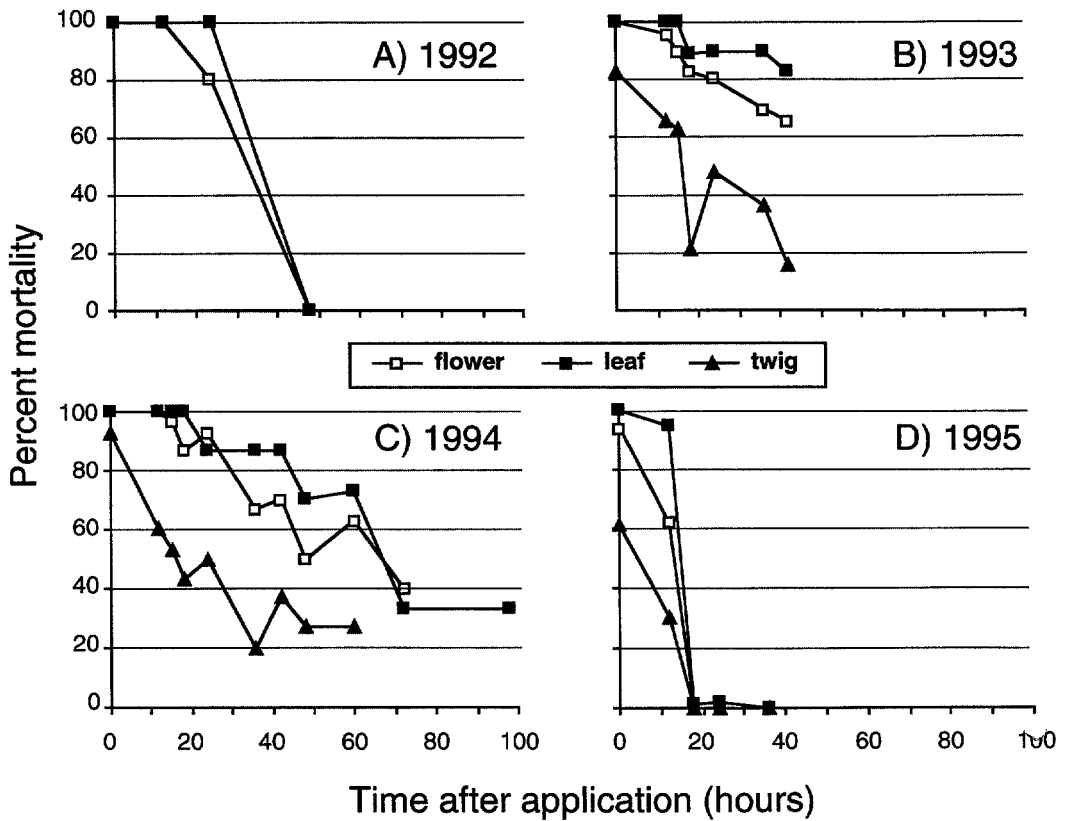 Percent mortality
100
80
60
40
20
0
A) 1992
B) 1993
flower leaf twig
100
80
60
40
20
0
C) 1994
D) 1995
0 20 40 60 80 100
0 20 40 60 80 100
Time after application (hours)